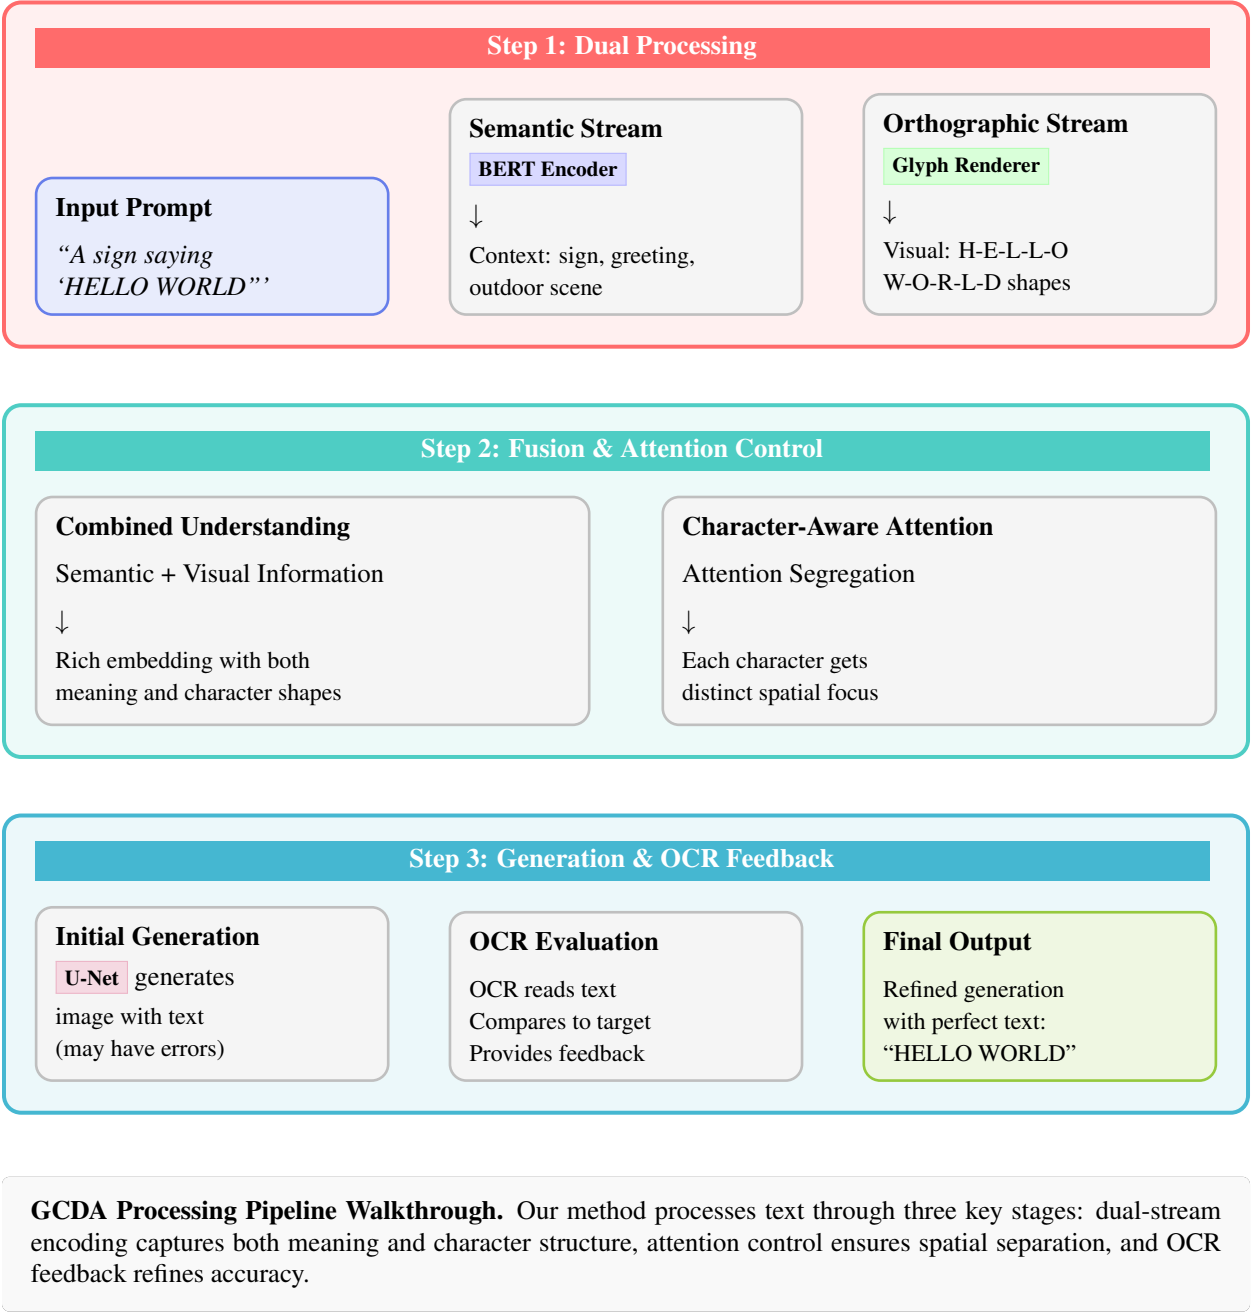 Step 1: Dual Processing
Input Prompt
“A sign saying
‘HELLO WORLD”’
Semantic Stream
BERT Encoder
↓
Context: sign, greeting,
outdoor scene
Orthographic Stream
Glyph Renderer
↓
Visual: H-E-L-L-O
W-O-R-L-D shapes
Step 2: Fusion & Attention Control
Combined Understanding
Semantic + Visual Information
↓
Rich embedding with both
meaning and character shapes
Character-Aware Attention
Attention Segregation
↓
Each character gets
distinct spatial focus
Step 3: Generation & OCR Feedback
Initial Generation
U-Net generates
image with text
(may have errors)
OCR Evaluation
OCR reads text
Compares to target
Provides feedback
Final Output
Refined generation
with perfect text:
“HELLO WORLD”
GCDA Processing Pipeline Walkthrough. Our method processes text through three key stages: dual-stream
encoding captures both meaning and character structure, attention control ensures spatial separation, and OCR
feedback refines accuracy.